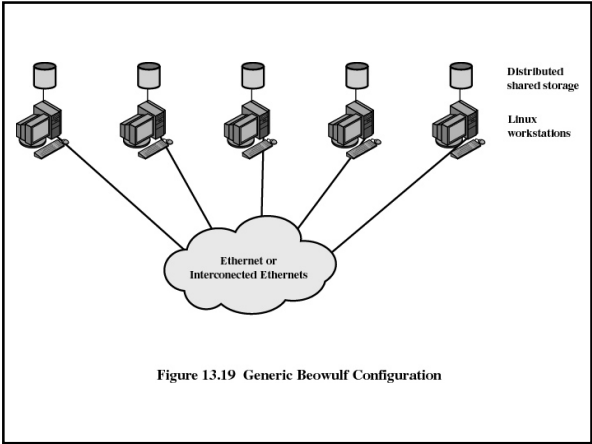 Distributed
shared storage
Linux
workstations
Ethernet or
Interconected Ethernets
Figure 13.19 Generic Beowulf Configuration